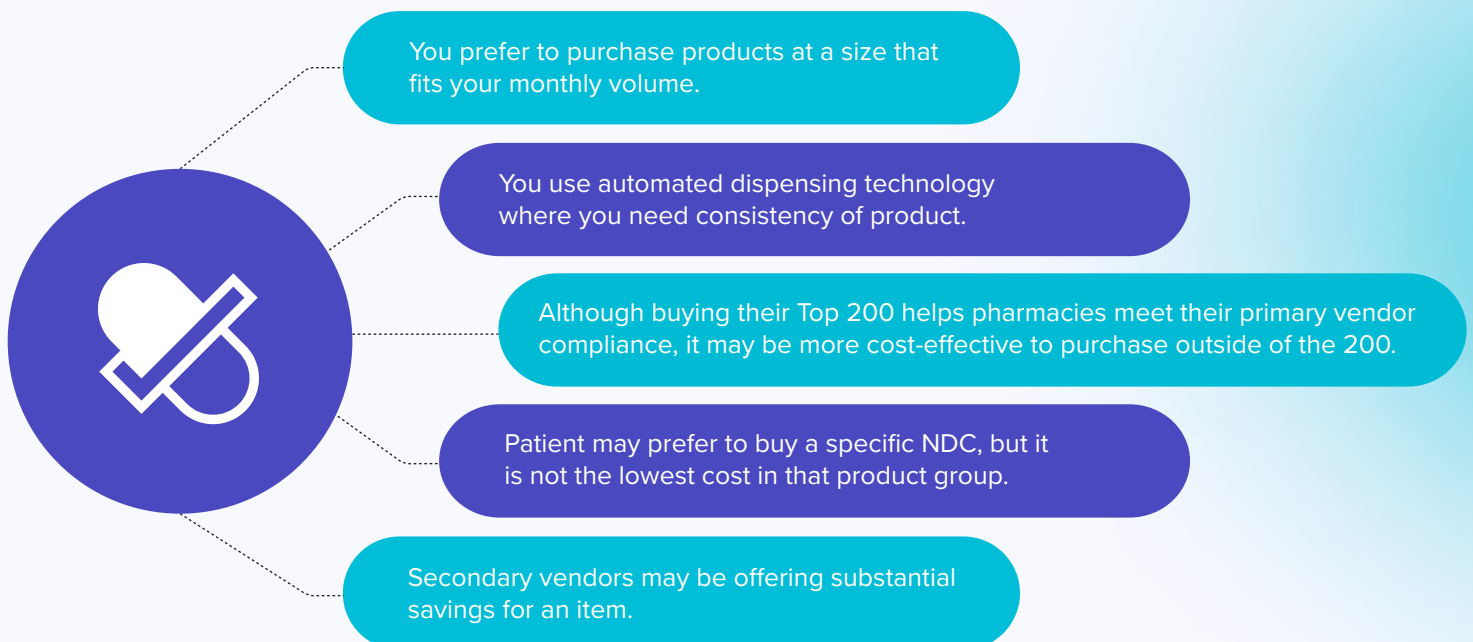 You prefer to purchase products at a size that
fits your monthly volume.
You use automated dispensing technology
where you need consistency of product.
Although buying their Top 200 helps pharmacies meet their primary vendor
compliance, it may be more cost-effective to purchase outside of the 200.
Patient may prefer to buy a specific NDC, but it
is not the lowest cost in that product group.
Secondary vendors may be offering substantial
savings for an item.